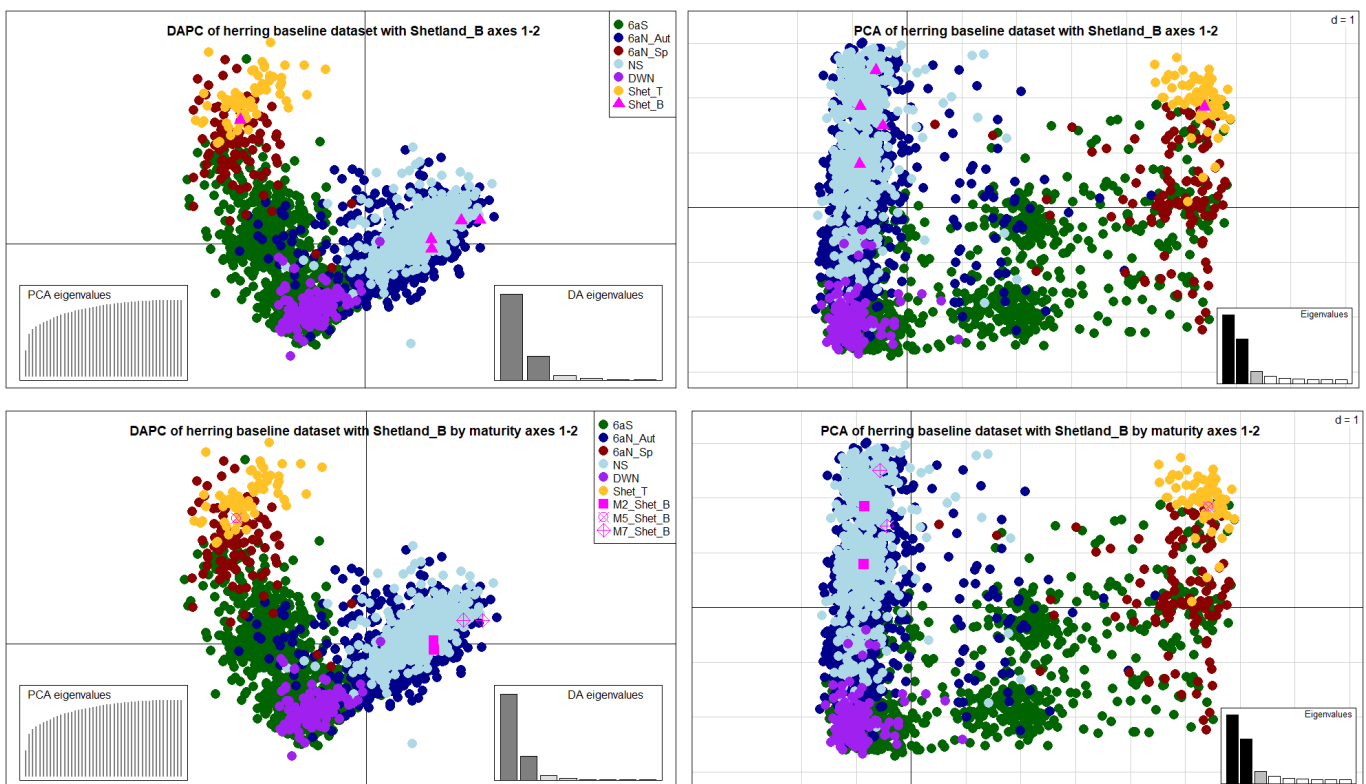 DAPC of herring baseline dataset with Shetland_B axes 1-2
6aS
6aN_Aut
6aN_Sp
NS
DWN
Shet_T
Shet_B
PCA eigenvalues
DA eigenvalues
PCA of herring baseline dataset with Shetland_B axes 1-2
d = 1
Eigenvalues
DAPC of herring baseline dataset with Shetland_B by maturity axes 1-2
6aS
6aN_Aut
6aN_Sp
NS
DWN
Shet_T
M2_Shet_B
M5_Shet_B
M7_Shet_B
PCA eigenvalues
DA eigenvalues
PCA of herring baseline dataset with Shetland_B by maturity axes 1-2
d = 1
Eigenvalues